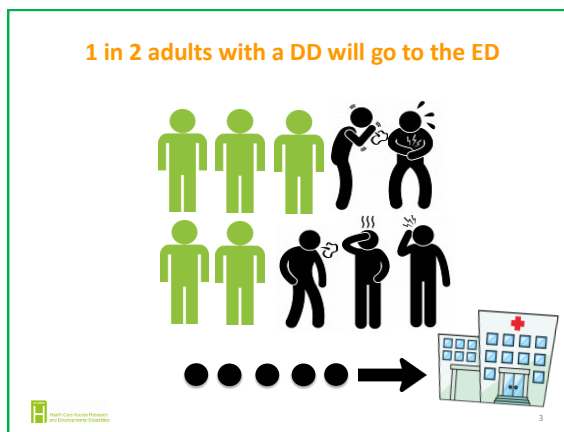 1 in 2 adults with a DD will go to the ED
H
Health Care Access Research
and Developmental Disabilities
3